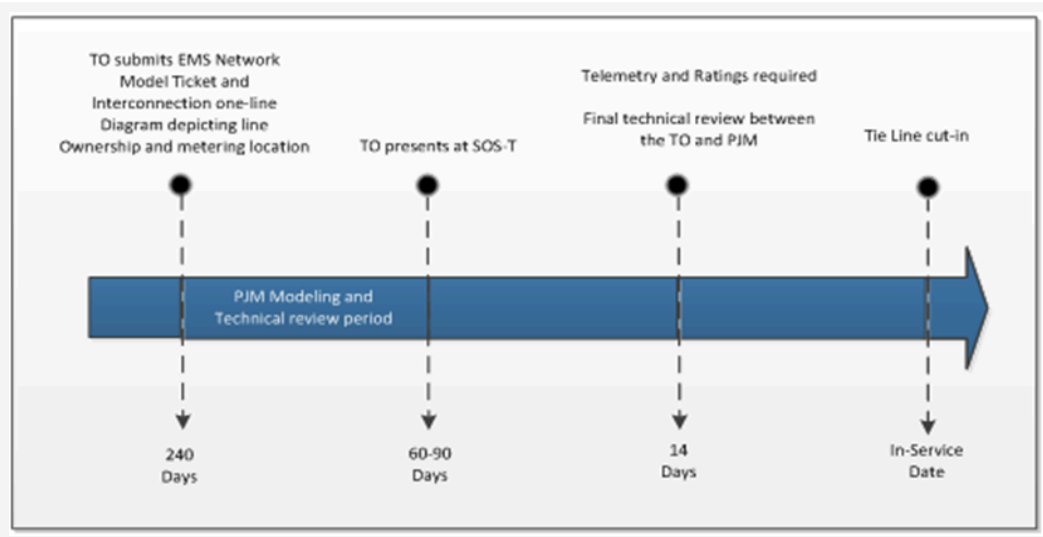 TO submits EMS Network
Model Ticket and
Interconnection one-line
Diagram depicting line
Ownership and metering location
TO presents at SOS-T
Telemetry and Ratings required
Final technical review between
the TO and PJM
Tie Line cut-in
PJM Modeling and
Technical review period
240
Days
60-90
Days
14
Days
In-Service
Date